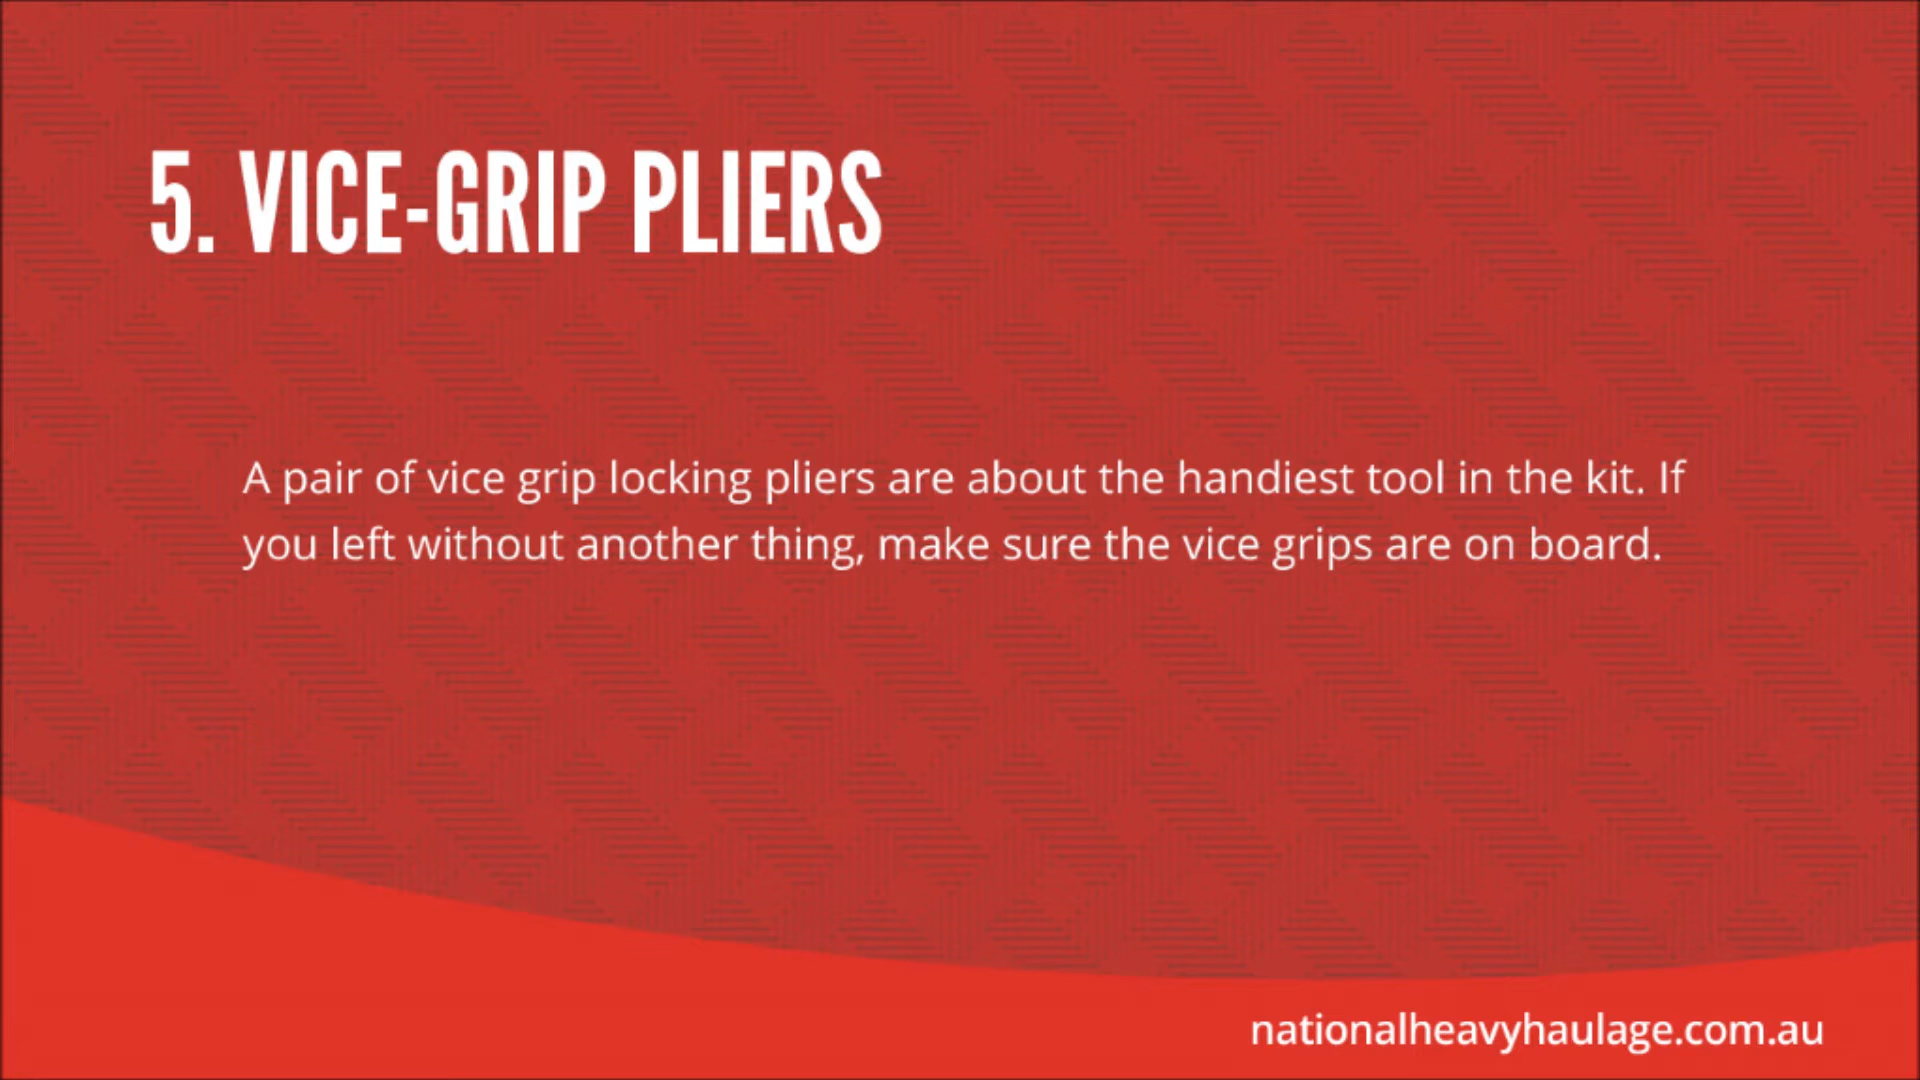 5. VICE-GRIP PLIERS
A pair of vice grip locking pliers are about the handiest tool in the kit. If
you left without another thing, make sure the vice grips are on board.
nationalheavyhaulage.com.au